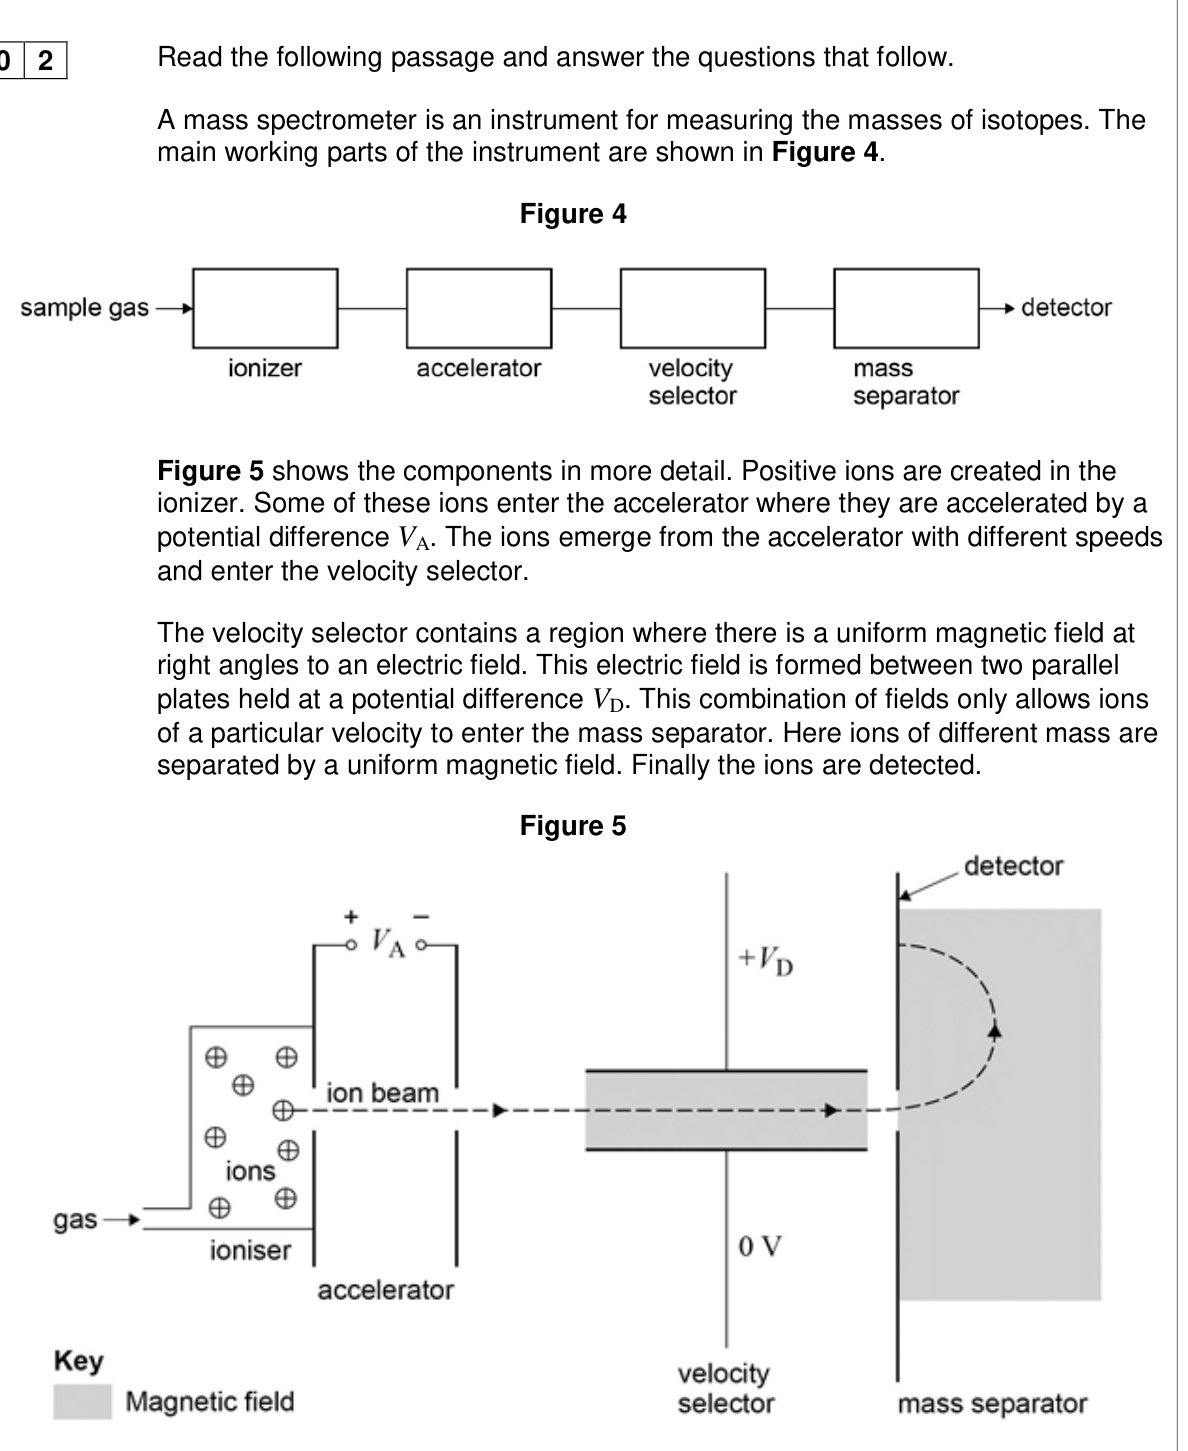 0 2
Read the following passage and answer the questions that follow.
A mass spectrometer is an instrument for measuring the masses of isotopes. The
main working parts of the instrument are shown in Figure 4.
Figure 4
sample gas
detector
ionizer
accelerator
velocity
selector
mass
separator
Figure 5 shows the components in more detail. Positive ions are created in the
ionizer. Some of these ions enter the accelerator where they are accelerated by a
potential difference VA. The ions emerge from the accelerator with different speeds
and enter the velocity selector.
The velocity selector contains a region where there is a uniform magnetic field at
right angles to an electric field. This electric field is formed between two parallel
plates held at a potential difference VD. This combination of fields only allows ions
of a particular velocity to enter the mass separator. Here ions of different mass are
separated by a uniform magnetic field. Finally the ions are detected.
Figure 5
detector
+ −
VA
+VD
ion beam
ions
gas
ioniser
0 V
accelerator
Key
Magnetic field
velocity
selector
mass separator